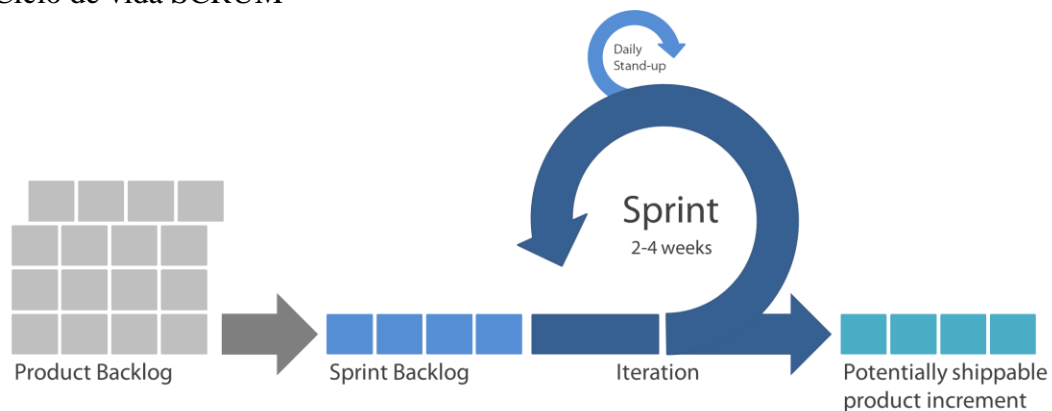 Ciclo de vida SCRUM
Daily
Stand-up
Sprint
2-4 weeks
Product Backlog
Sprint Backlog
Iteration
Potentially shippable
product increment